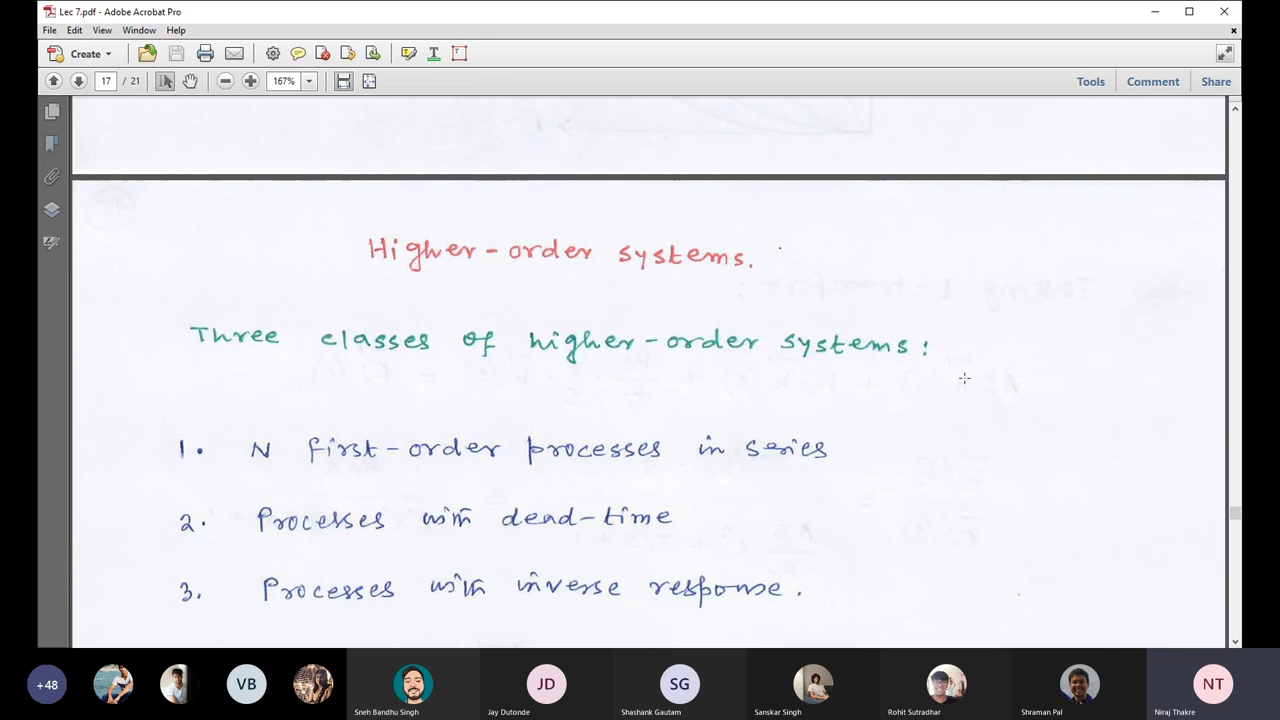 Lec 7.pdf - Adobe Acrobat Pro
File Edit View Window Help
Create
17 / 21 167% Tools Comment Share
Higher-order systems.
Three classes of higher-order systems:
1. N first-order processes in series
2. Processes with dead-time
3. Processes with inverse response.
+48 VB JD SG NT
Sneh Bandhu Singh Jay Dutonde Shashank Gautam Sanskar Singh Rohit Sutradhar Shraman Pal Niraj Thakre